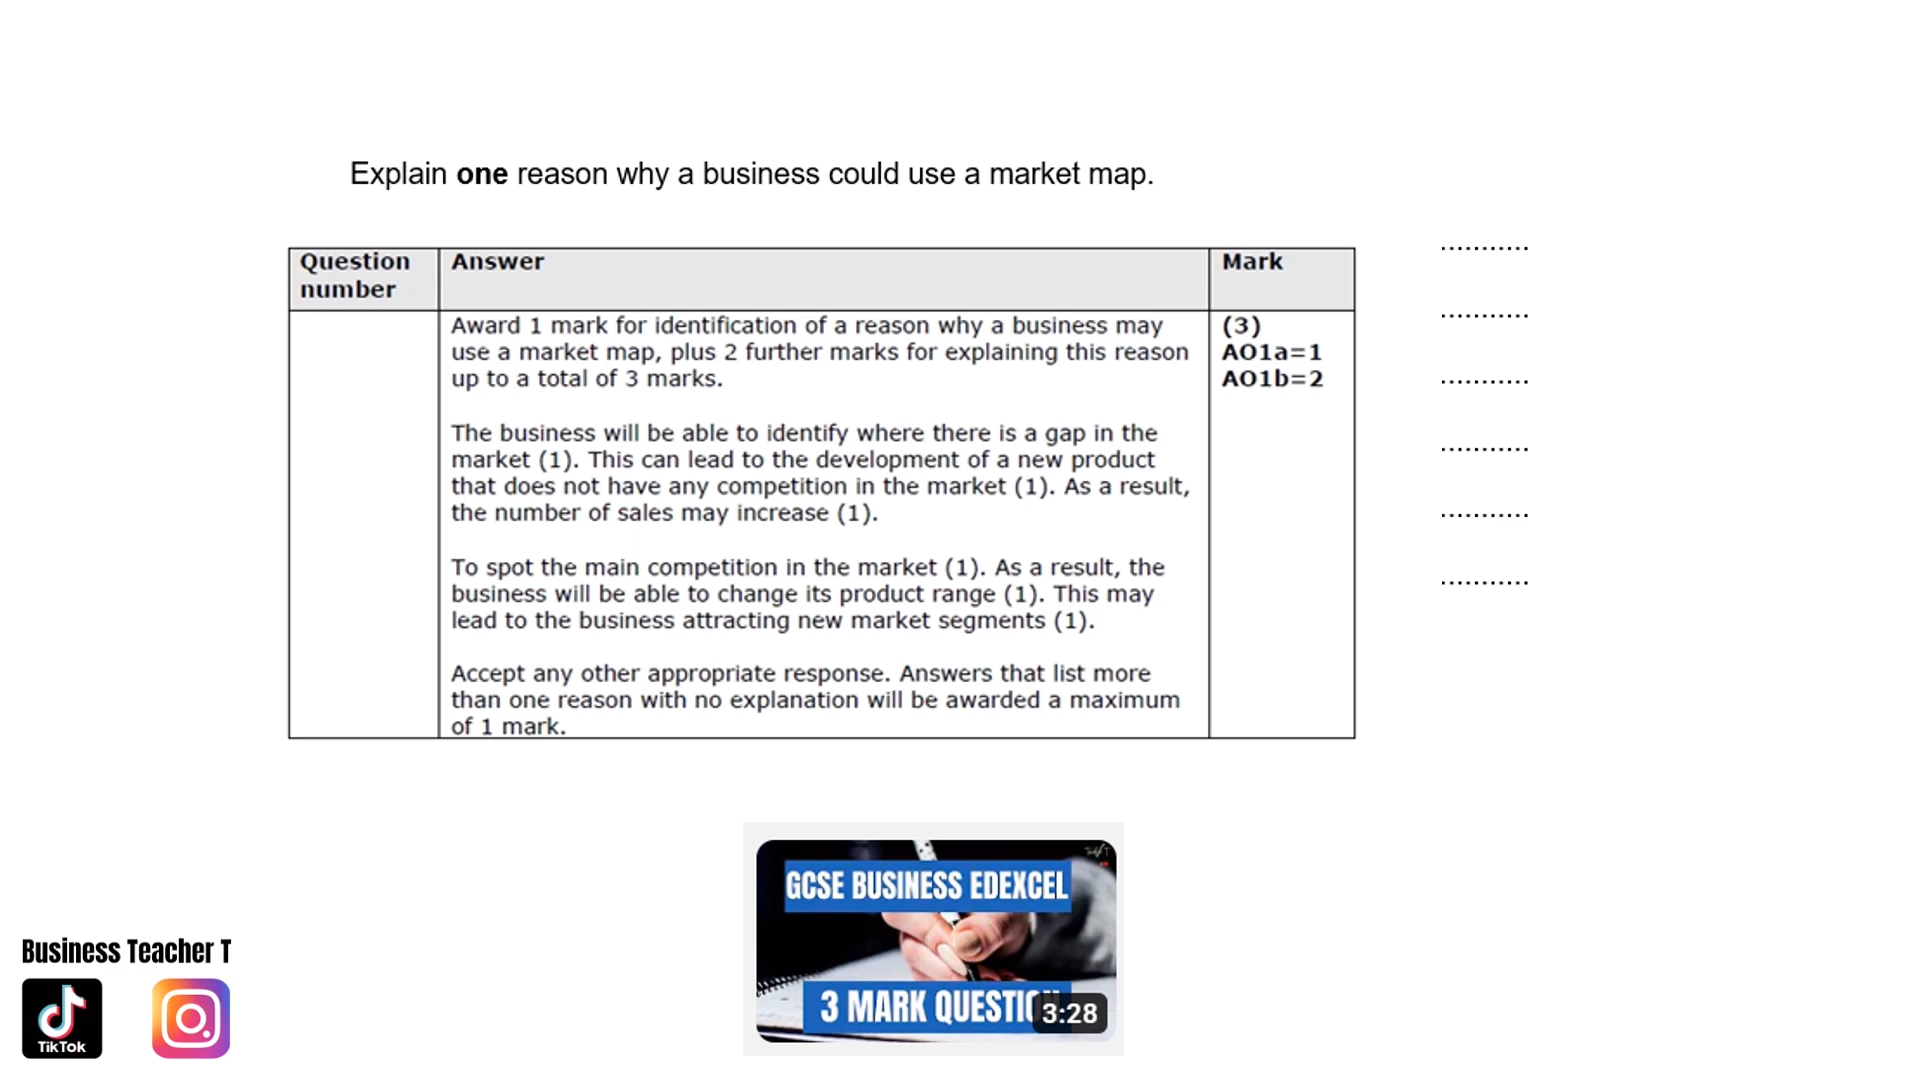 Explain one reason why a business could use a market map.
Question number
Answer
Mark
Award 1 mark for identification of a reason why a business may
use a market map, plus 2 further marks for explaining this reason
up to a total of 3 marks.
The business will be able to identify where there is a gap in the
market (1). This can lead to the development of a new product
that does not have any competition in the market (1). As a result,
the number of sales may increase (1).
To spot the main competition in the market (1). As a result, the
business will be able to change its product range (1). This may
lead to the business attracting new market segments (1).
Accept any other appropriate response. Answers that list more
than one reason with no explanation will be awarded a maximum
of 1 mark.
(3)
AO1a=1
AO1b=2
...........
...........
...........
...........
...........
...........
GCSE BUSINESS EDEXCEL
3 MARK
3:28
Business Teacher T
TikTok